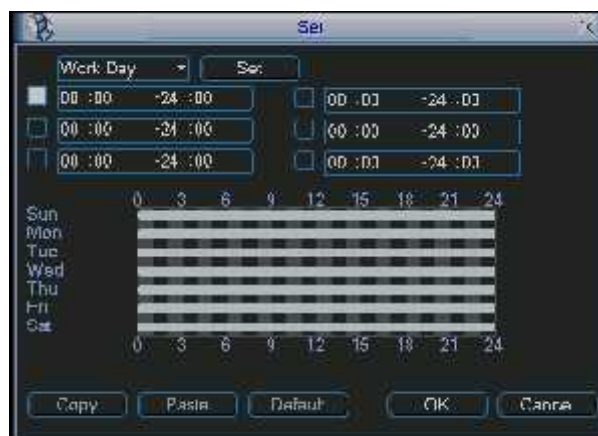 Set
Work Day Set
00 :00 -24 :00 00 :00 -24 :00
00 :00 -24 :00 00 :00 -24 :00
00 :00 -24 :00 00 :00 -24 :00
0 3 6 9 12 15 18 21 24
Sun
Mon
Tue
Wed
Thu
Fri
Sat
0 3 6 9 12 15 18 21 24
Copy Paste Default OK Cance